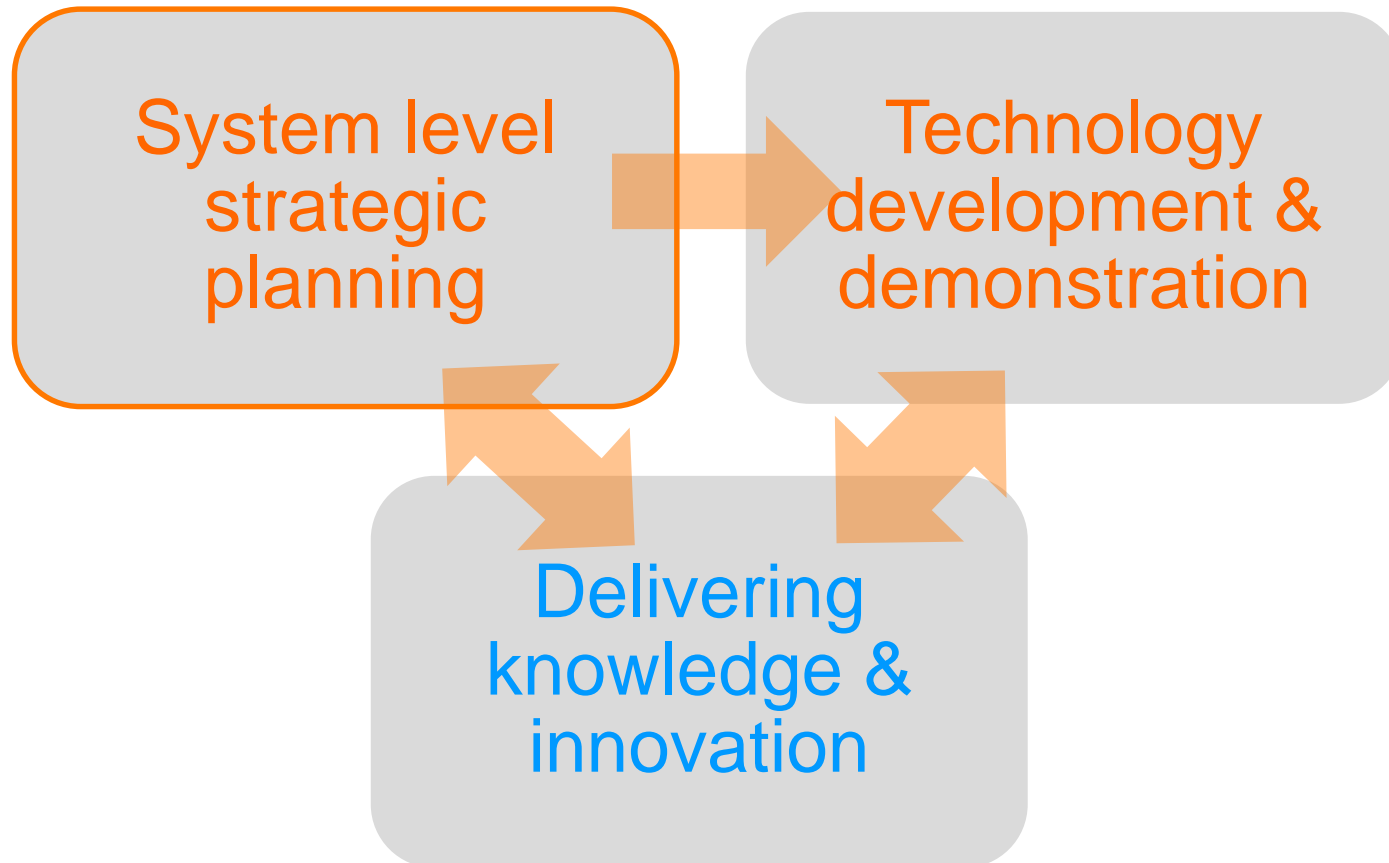 System level
strategic
planning
Technology
development &
demonstration
Delivering
knowledge &
innovation